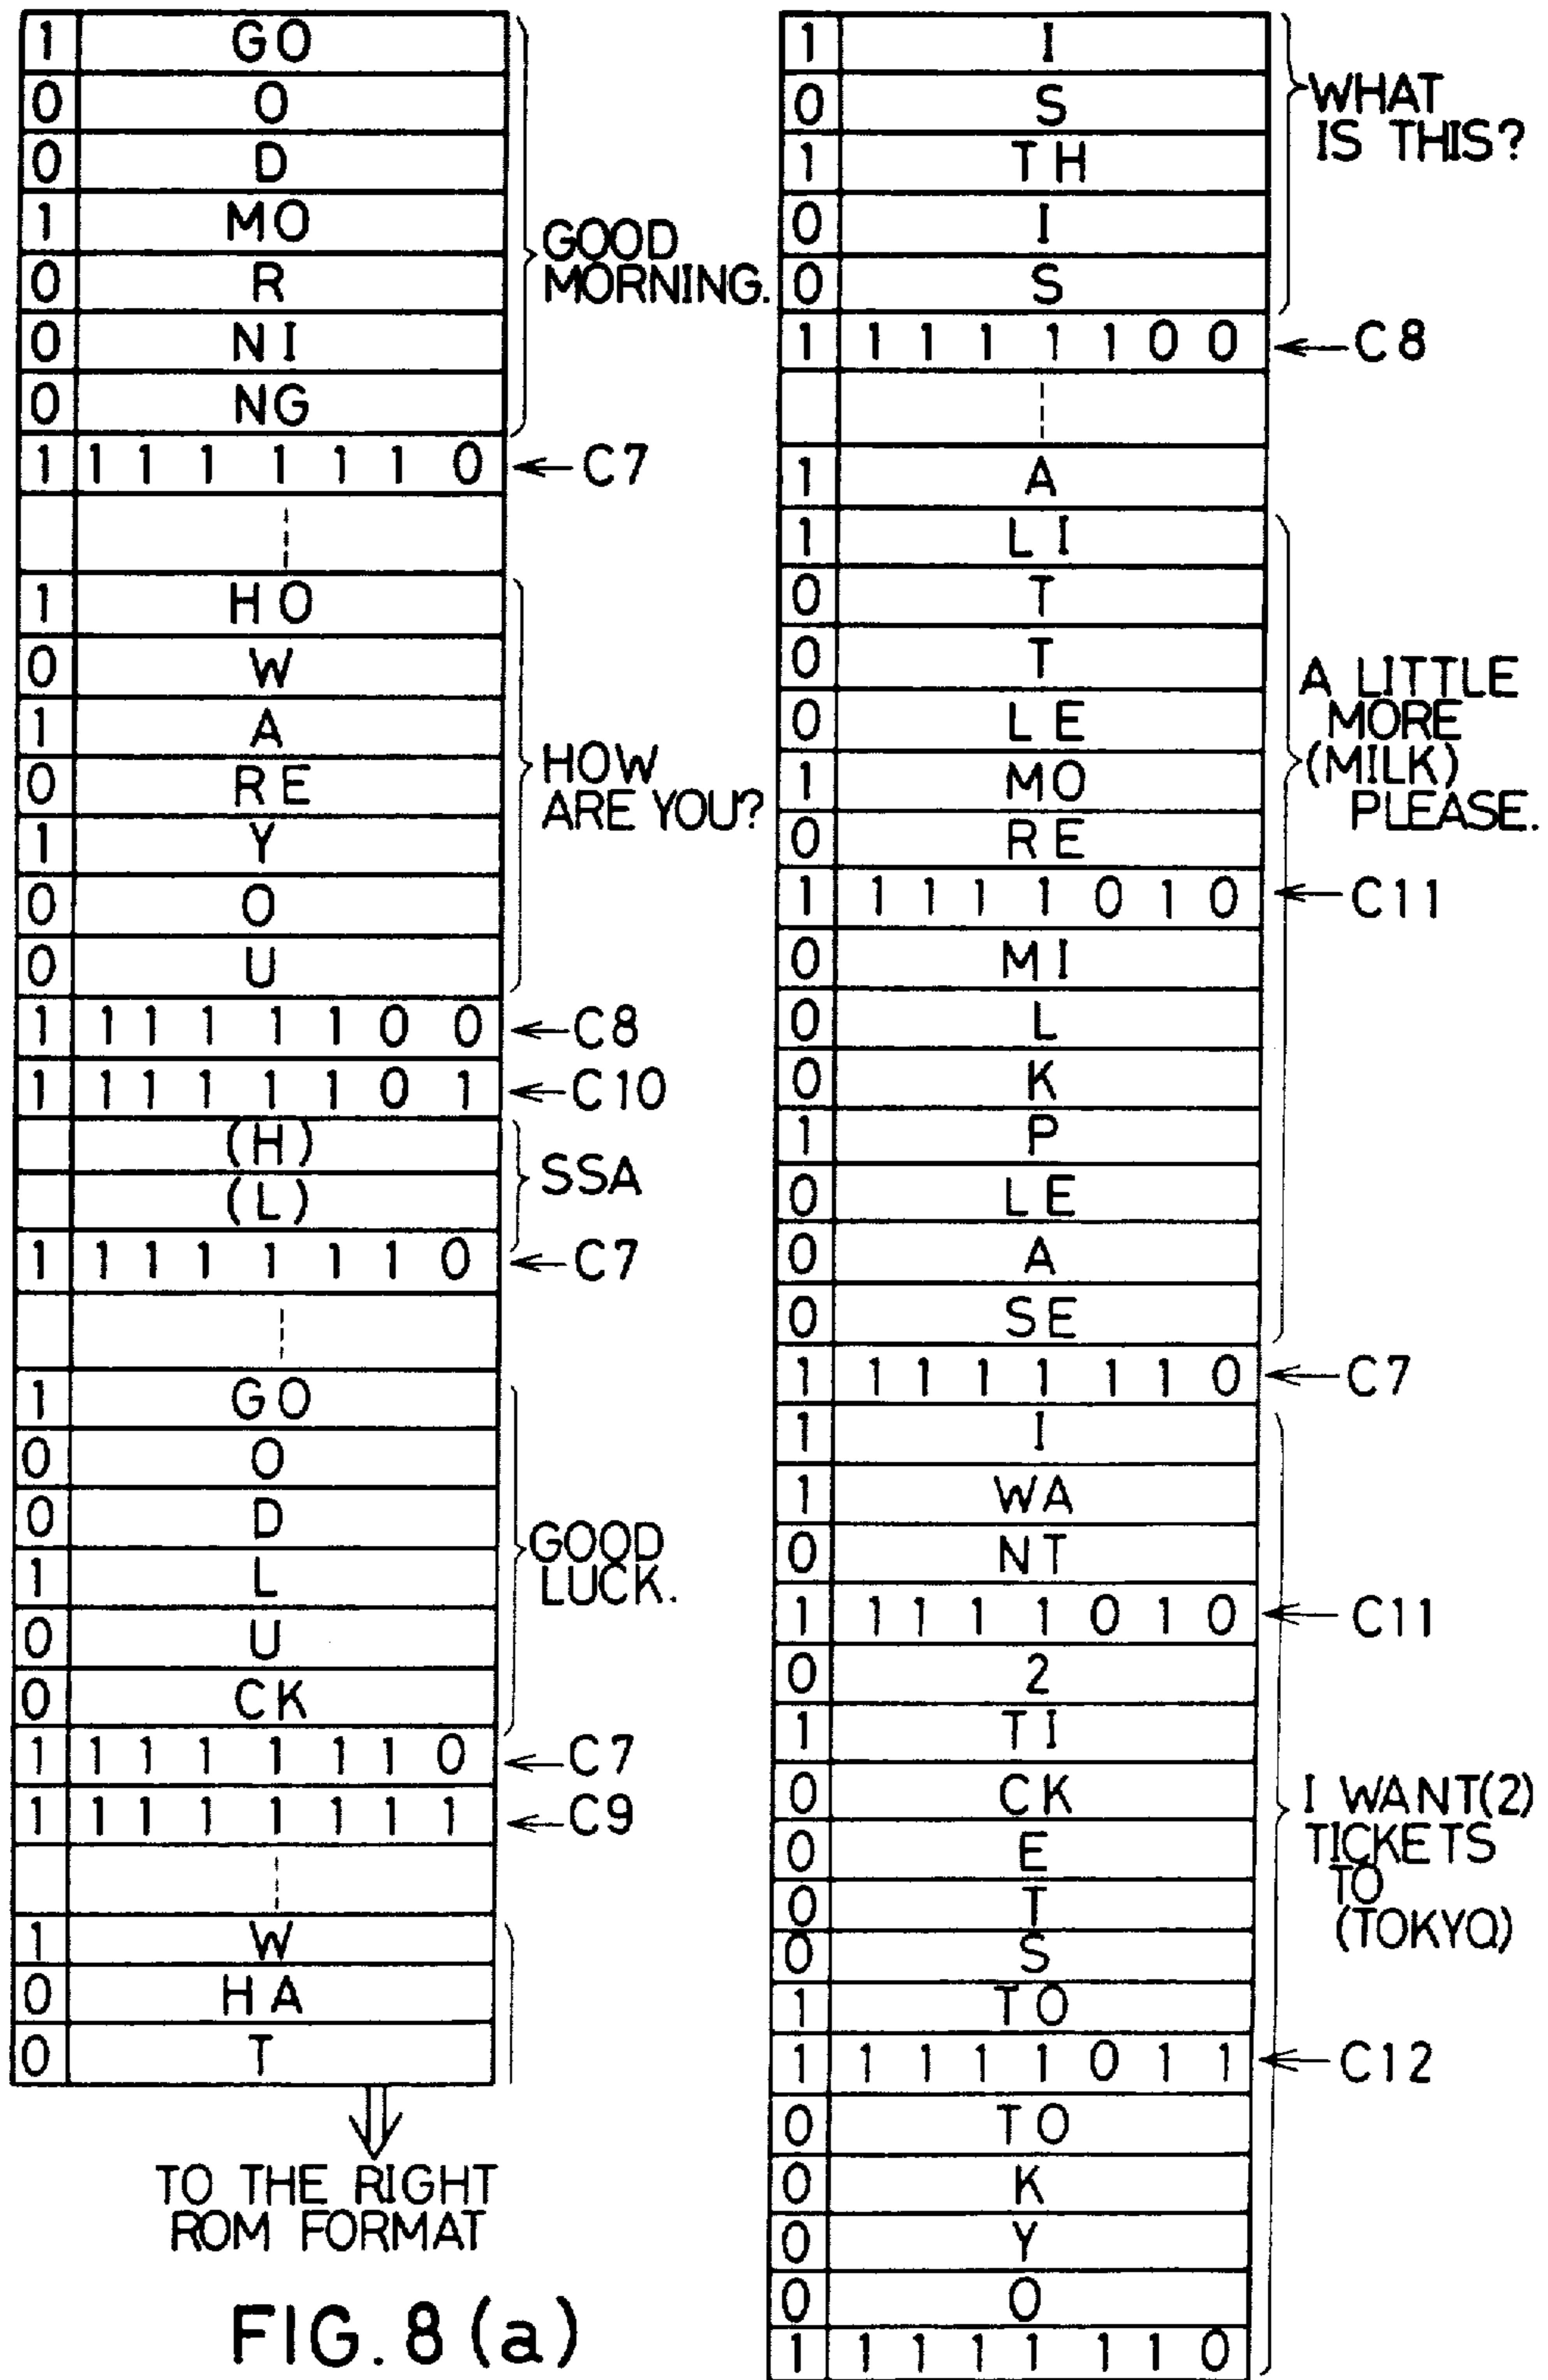 1 GO
0 O
0 D
1 MO
0 R
0 NI
0 NG
GOOD
MORNING.
1 1 1 1 1 1 1 0 ←C7
1 HO
0 W
1 A
0 RE
1 Y
0 O
0 U
HOW
ARE YOU?
1 1 1 1 1 1 0 0 ←C8
1 1 1 1 1 1 0 1 ←C10
(H)
(L)
SSA
1 1 1 1 1 1 1 0 ←C7
1 GO
0 O
0 D
1 L
0 U
0 CK
GOOD
LUCK.
1 1 1 1 1 1 1 0 ←C7
1 1 1 1 1 1 1 1 ←C9
1 W
0 HA
0 T
TO THE RIGHT
ROM FORMAT
FIG. 8 (a)
1 I
0 S
1 TH
0 I
0 S
WHAT
IS THIS?
1 1 1 1 1 1 0 0 ←C8
1 A
1 LI
0 T
0 T
0 LE
1 MO
0 RE
1 1 1 1 1 0 1 0 ←C11
0 MI
0 L
0 K
1 P
0 LE
0 A
0 SE
A LITTLE
MORE
(MILK)
PLEASE.
1 1 1 1 1 1 1 0 ←C7
1 I
1 WA
0 NT
1 1 1 1 1 0 1 0 ←C11
0 2
1 TI
0 CK
0 E
0 T
0 S
1 TO
1 1 1 1 1 0 1 1 ←C12
0 TO
0 K
0 Y
0 O
I WANT(2)
TICKETS
TO
(TOKYO)
1 1 1 1 1 1 1 0